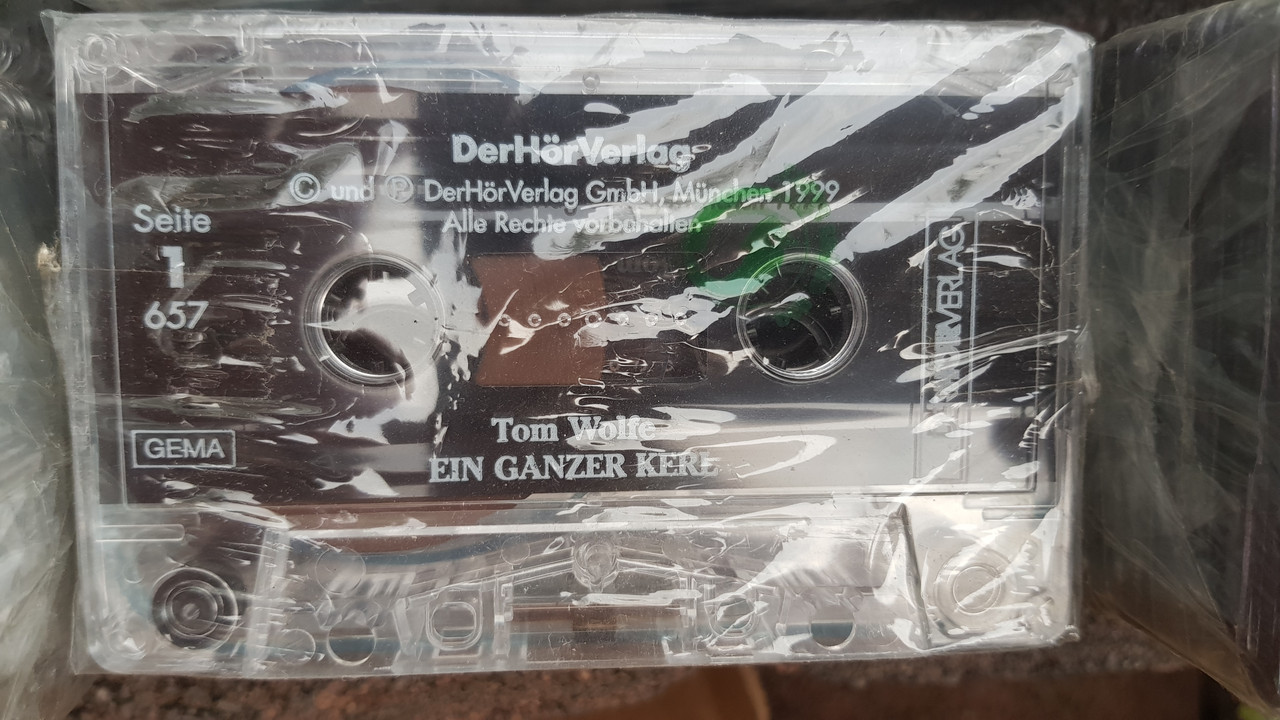 DerHörVerlag
© und ℗ DerHörVerlag GmbH, München 1999
Alle Rechte vorbehalten
Seite
1
657
GEMA
Tom Wolfe
EIN GANZER KERL